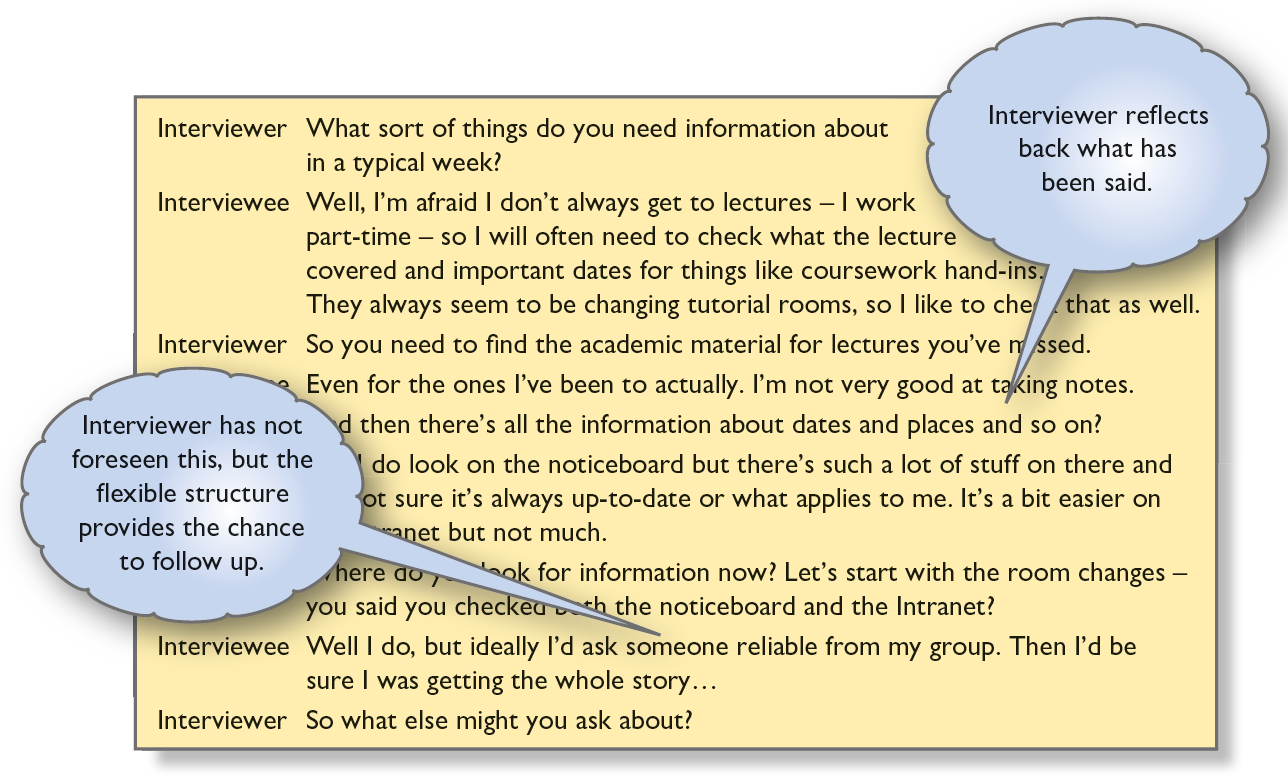 Interviewer What sort of things do you need information about
in a typical week?
Interviewee Well, I'm afraid I don't always get to lectures – I work
part-time – so I will often need to check what the lecture
covered and important dates for things like coursework hand-ins.
They always seem to be changing tutorial rooms, so I like to check that as well.
Interviewer So you need to find the academic material for lectures you've missed.
Even for the ones I've been to actually. I'm not very good at taking notes.
then there's all the information about dates and places and so on?
I do look on the noticeboard but there's such a lot of stuff on there and
not sure it's always up-to-date or what applies to me. It's a bit easier on
Intranet but not much.
Where do you look for information now? Let's start with the room changes –
you said you checked both the noticeboard and the Intranet?
Interviewee Well I do, but ideally I'd ask someone reliable from my group. Then I'd be
sure I was getting the whole story…
Interviewer So what else might you ask about?
Interviewer reflects
back what has
been said.
Interviewer has not
foreseen this, but the
flexible structure
provides the chance
to follow up.